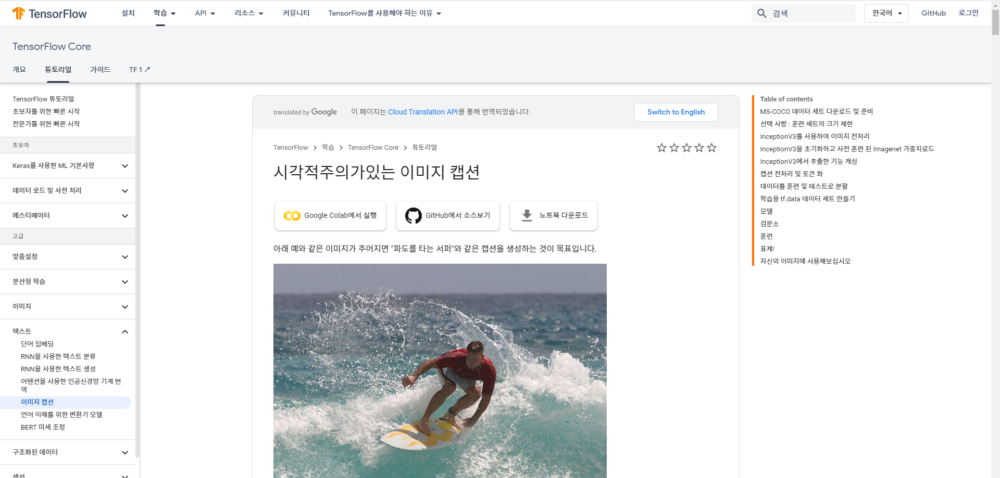 TensorFlow
설치
학습
API
리소스
커뮤니티
TensorFlow를 사용해야 하는 이유
검색
한국어
GitHub
로그인
TensorFlow Core
개요
튜토리얼
가이드
TF 1 ↗
TensorFlow 튜토리얼
초보자를 위한 빠른 시작
전문가를 위한 빠른 시작
초보자
Keras를 사용한 ML 기본사항
데이터 로드 및 사전 처리
에스티메이터
고급
맞춤설정
분산형 학습
이미지
텍스트
단어 임베딩
RNN을 사용한 텍스트 분류
RNN을 사용한 텍스트 생성
어텐션을 사용한 인공신경망 기계 번
역
이미지 캡션
언어 이해를 위한 변환기 모델
BERT 미세 조정
구조화된 데이터
생성
translated by Google
이 페이지는 Cloud Translation API를 통해 번역되었습니다.
Switch to English
TensorFlow > 학습 > TensorFlow Core > 튜토리얼
시각적주의가있는 이미지 캡션
Google Colab에서 실행
GitHub에서 소스보기
노트북 다운로드
아래 예와 같은 이미지가 주어지면 "파도를 타는 서퍼"와 같은 캡션을 생성하는 것이 목표입니다.
Table of contents
MS-COCO 데이터 세트 다운로드 및 준비
선택 사항 : 훈련 세트의 크기 제한
InceptionV3를 사용하여 이미지 전처리
InceptionV3을 초기화하고 사전 훈련 된 Imagenet 가중치로드
InceptionV3에서 추출한 기능 캐싱
캡션 전처리 및 토큰 화
데이터를 훈련 및 테스트로 분할
학습용 tf.data 데이터 세트 만들기
모델
검문소
훈련
표제!
자신의 이미지에 사용해보십시오